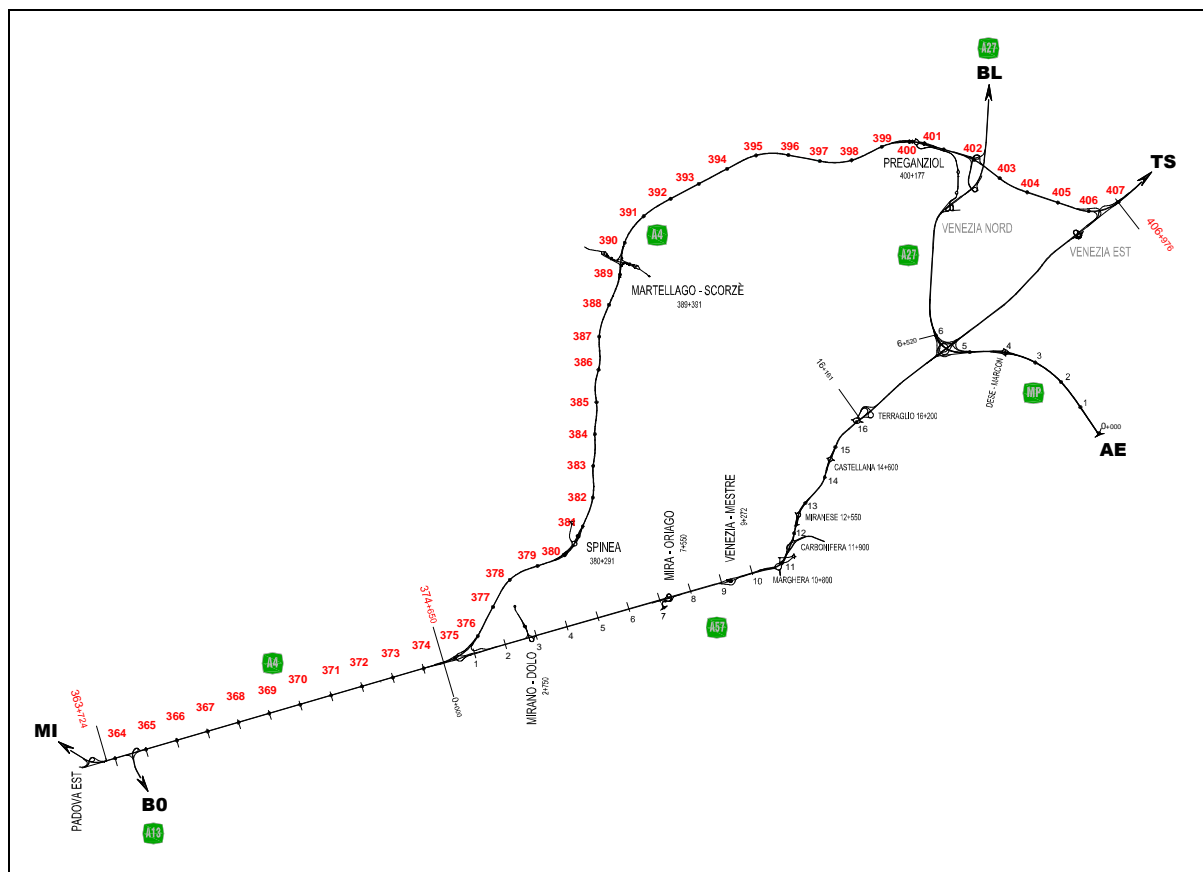 A27
BL
TS
401
399
400
402
395
396
397
398
PREGANZIOL
400+177
394
403
393
404
392
405
406
407
391
406+976
390
A4
VENEZIA NORD
VENEZIA EST
A27
389
MARTELLAGO - SCORZÈ
389+391
388
387
6+520
6
5
4
3
2
1
386
DESE - MARCON
MP
0+000
AE
385
16+161
TERRAGLIO 16+200
16
384
15
383
CASTELLANA 14+600
14
382
13
381
MIRANESE 12+550
12
SPINEA
380+291
CARBONIFERA 11+900
380
379
11
MARGHERA 10+800
VENEZIA - MESTRE
9+272
MIRA - ORIAGO
7+550
378
10
9
8
7
6
5
4
3
2
1
377
A57
376
375
374+650
374
0+000
MIRANO - DOLO
2+750
373
A4
372
371
370
369
368
367
366
365
364
363+724
MI
PADOVA EST
B0
A13